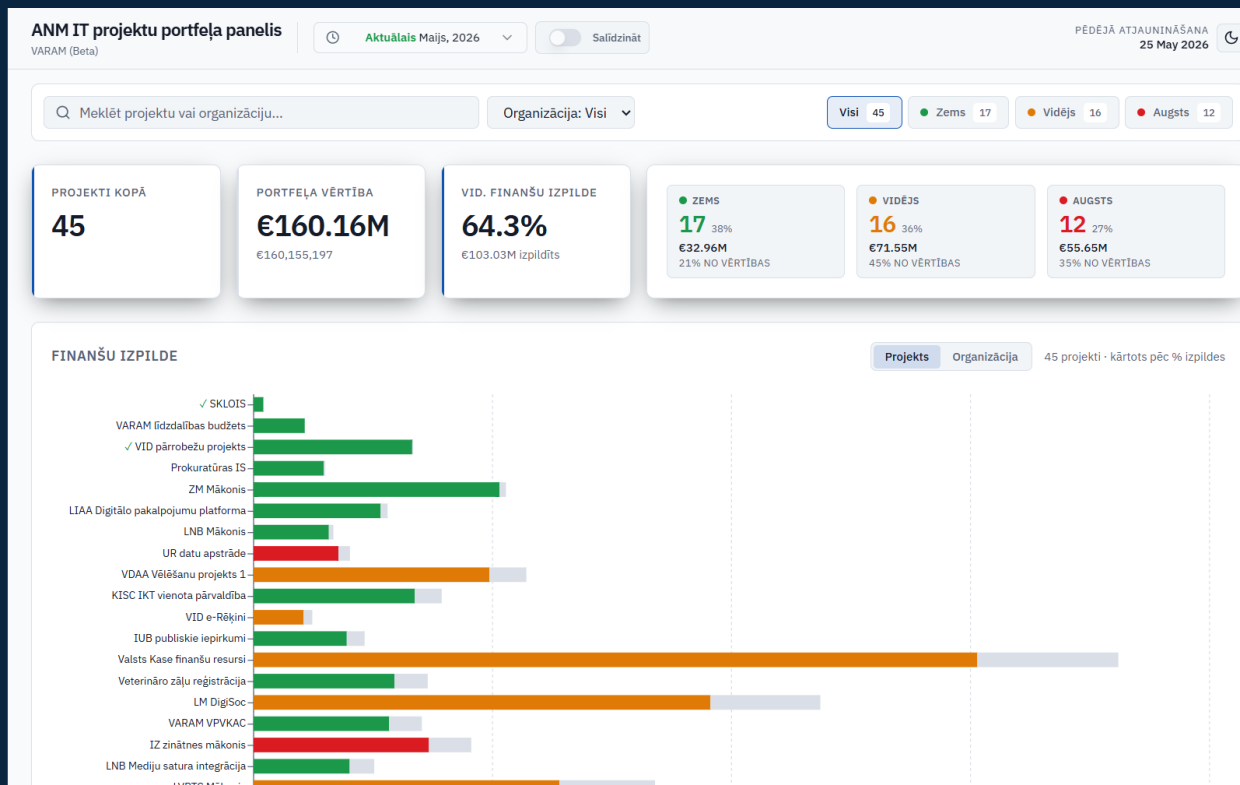 ANM IT projektu portfeļa panelis
VARAM (Beta)
Aktuālais Maijs, 2026
Salīdzināt
PĒDĒJĀ ATJAUNINĀŠANA
25 May 2026
Meklēt projektu vai organizāciju...
Organizācija: Visi
Visi 45
Zems 17
Vidējs 16
Augsts 12
PROJEKTI KOPĀ
45
PORTFEĻA VĒRTĪBA
€160.16M
€160,155,197
VID. FINANŠU IZPILDE
64.3%
€103.03M izpildīts
ZEMS
17 38%
€32.96M
21% NO VĒRTĪBAS
VIDĒJS
16 36%
€71.55M
45% NO VĒRTĪBAS
AUGSTS
12 27%
€55.65M
35% NO VĒRTĪBAS
FINANŠU IZPILDE
Projekts
Organizācija
45 projekti · kārtots pēc % izpildes
✓ SKLOIS
VARAM līdzdalības budžets
✓ VID pārrobežu projekts
Prokuratūras IS
ZM Mākonis
LIAA Digitālo pakalpojumu platforma
LNB Mākonis
UR datu apstrāde
VDAA Vēlēšanu projekts 1
KISC IKT vienota pārvaldība
VID e-Rēķini
IUB publiskie iepirkumi
Valsts Kase finanšu resursi
Veterināro zāļu reģistrācija
LM DigiSoc
VARAM VPVKAC
IZ zinātnes mākonis
LNB Mediju satura integrācija